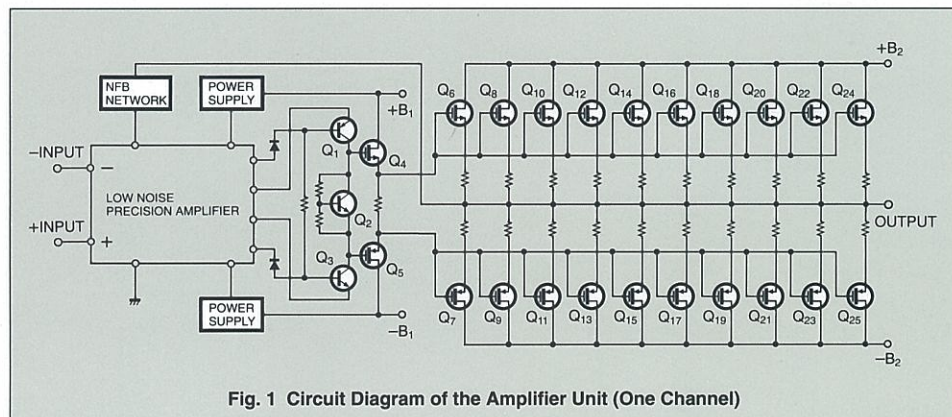 NFB
NETWORK
POWER
SUPPLY
+B₁
+B₂
Q₆ Q₈ Q₁₀ Q₁₂ Q₁₄ Q₁₆ Q₁₈ Q₂₀ Q₂₂ Q₂₄
Q₁
Q₄
−INPUT
−
LOW NOISE
PRECISION AMPLIFIER
Q₂
OUTPUT
+INPUT
+
Q₃
Q₅
Q₇ Q₉ Q₁₁ Q₁₃ Q₁₅ Q₁₇ Q₁₉ Q₂₁ Q₂₃ Q₂₅
POWER
SUPPLY
−B₁
−B₂
Fig. 1 Circuit Diagram of the Amplifier Unit (One Channel)